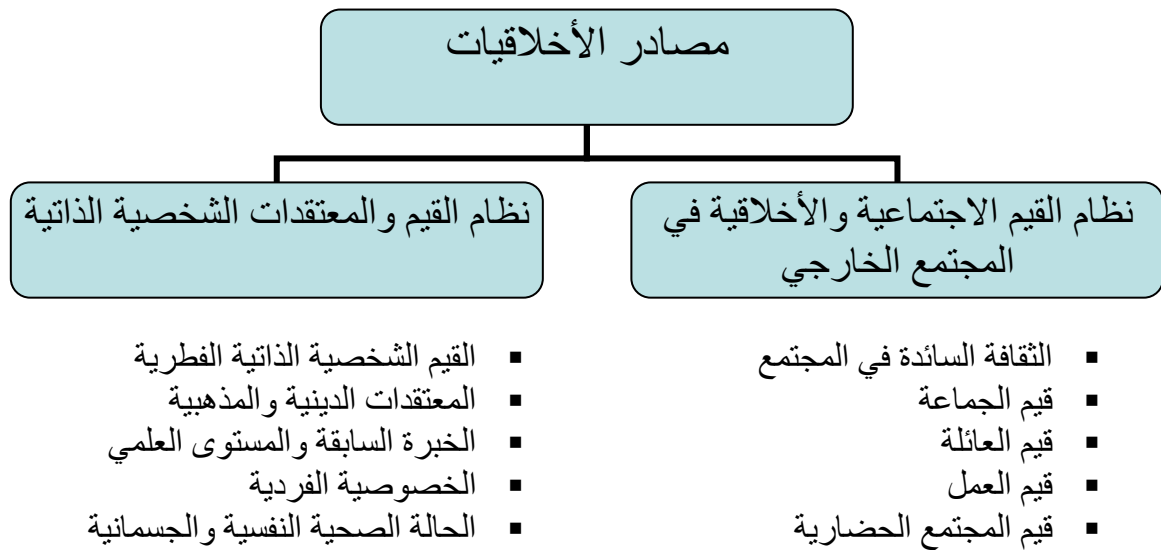 مصادر الأخلاقيات
نظام القيم الاجتماعية والأخلاقية في
المجتمع الخارجي
▪ الثقافة السائدة في المجتمع
▪ قيم الجماعة
▪ قيم العائلة
▪ قيم العمل
▪ قيم المجتمع الحضارية
نظام القيم والمعتقدات الشخصية الذاتية
▪ القيم الشخصية الذاتية الفطرية
▪ المعتقدات الدينية والمذهبية
▪ الخبرة السابقة والمستوى العلمي
▪ الخصوصية الفردية
▪ الحالة الصحية النفسية والجسمانية